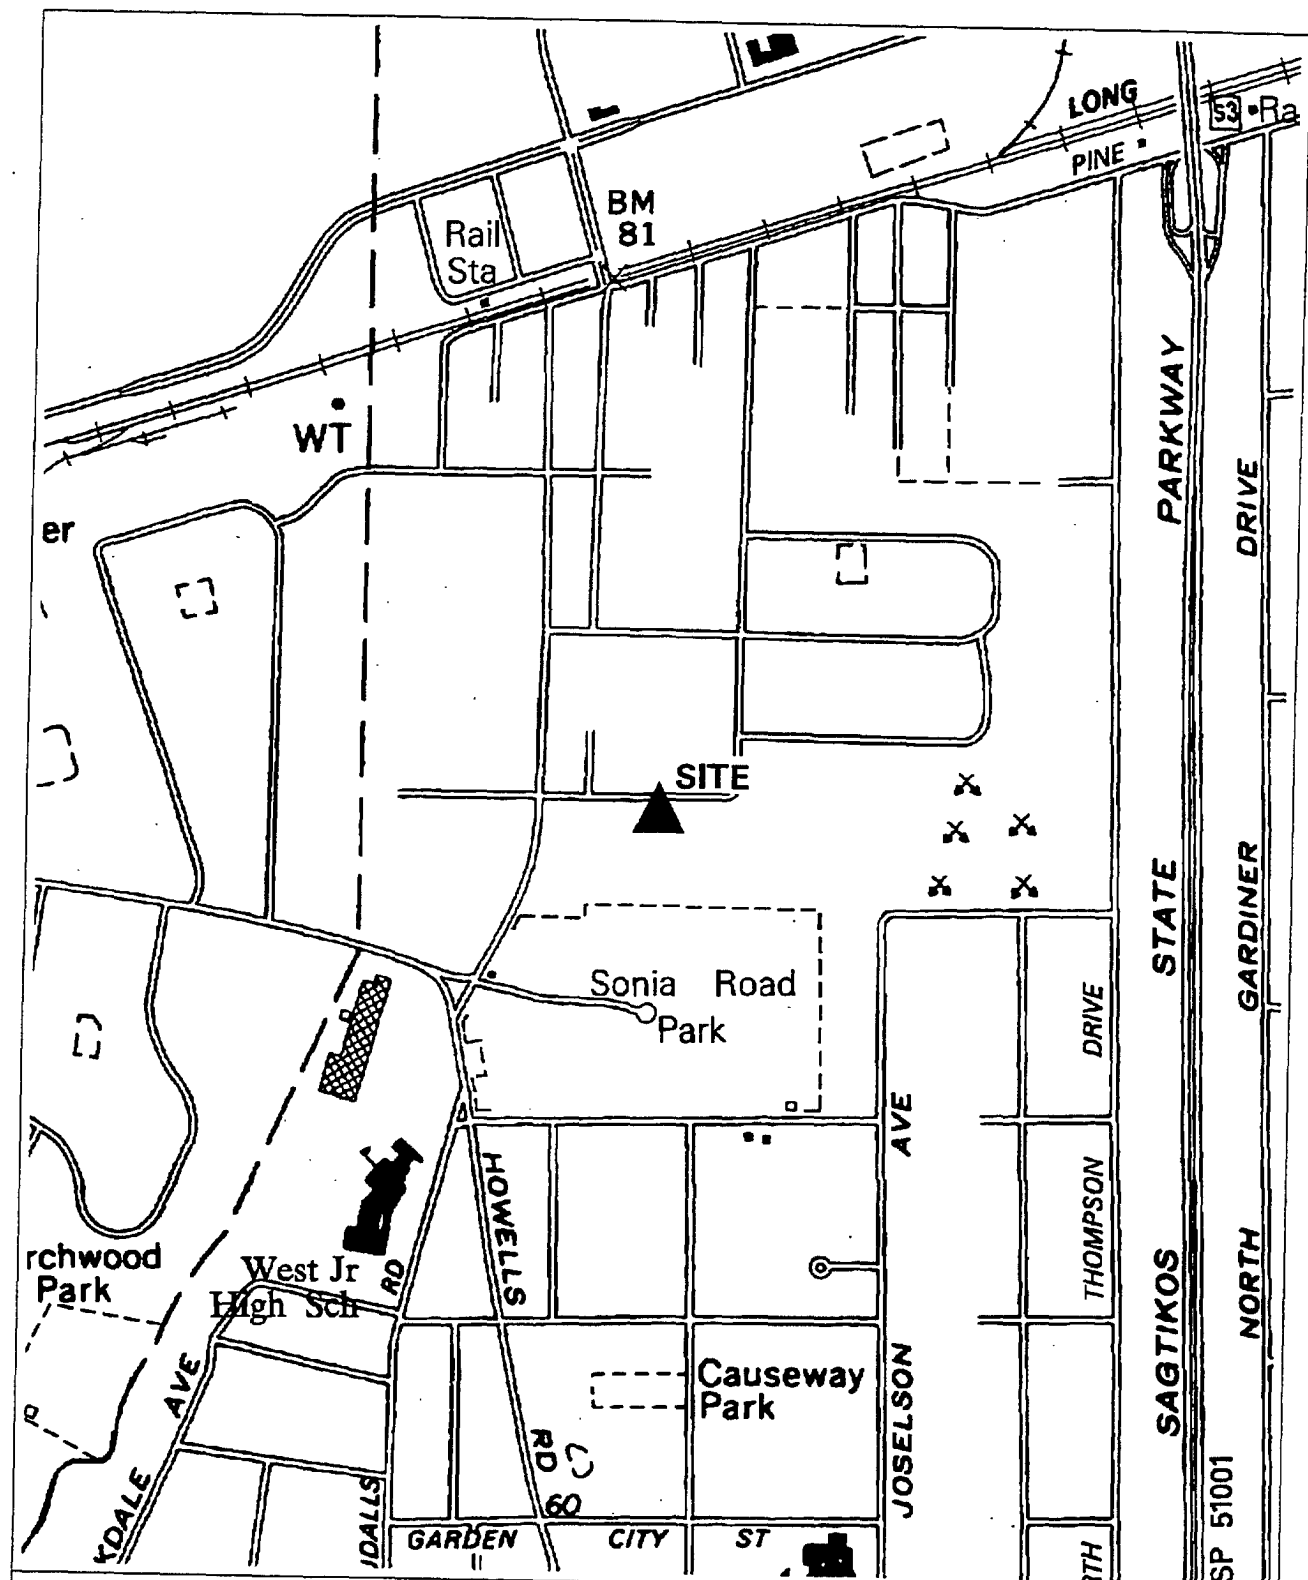 LONG
53
Ra
PINE
BM
81
Rail
Sta
WT
er
PARKWAY
DRIVE
SITE
STATE
GARDINER
Sonia Road
Park
DRIVE
AVE
HOWELLS
THOMPSON
rchwood
Park
West Jr
High Sch
RD
NORTH
SAGTIKOS
AVE
Causeway
Park
JOSELSON
RD
60
KDALE
IDALLS
GARDEN CITY ST
RTH
SP 51001